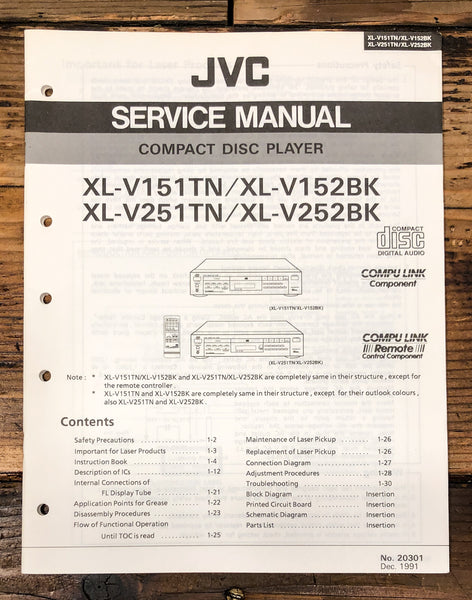 XL-V151TN/XL-V152BK
XL-V251TN/XL-V252BK
JVC
SERVICE MANUAL
COMPACT DISC PLAYER
XL-V151TN/XL-V152BK
XL-V251TN/XL-V252BK
COMPACT
disc
DIGITAL AUDIO
COMPU LINK
Component
(XL-V151TN/XL-V152BK)
COMPU LINK
Remote
Control Component
(XL-V251TN/XL-V252BK)
Note : * XL-V151TN/XL-V152BK and XL-V251TN/XL-V252BK are completely same in their structure , except for
the remote controller .
* XL-V151TN and XL-V152BK are completely same in their structure , except for their outlook colours ,
also XL-V251TN and XL-V252BK .
Contents
Safety Precautions .......... 1-2
Important for Laser Products .......... 1-3
Instruction Book .......... 1-4
Description of ICs .......... 1-12
Internal Connections of
FL Display Tube .......... 1-21
Application Points for Grease .......... 1-22
Disassembly Procedures .......... 1-23
Flow of Functional Operation
Until TOC is read .......... 1-25
Maintenance of Laser Pickup .......... 1-26
Replacement of Laser Pickup .......... 1-26
Connection Diagram .......... 1-27
Adjustment Procedures .......... 1-28
Troubleshooting .......... 1-30
Block Diagram .......... Insertion
Printed Circuit Board .......... Insertion
Schematic Diagram .......... Insertion
Parts List .......... Insertion
No. 20301
Dec. 1991